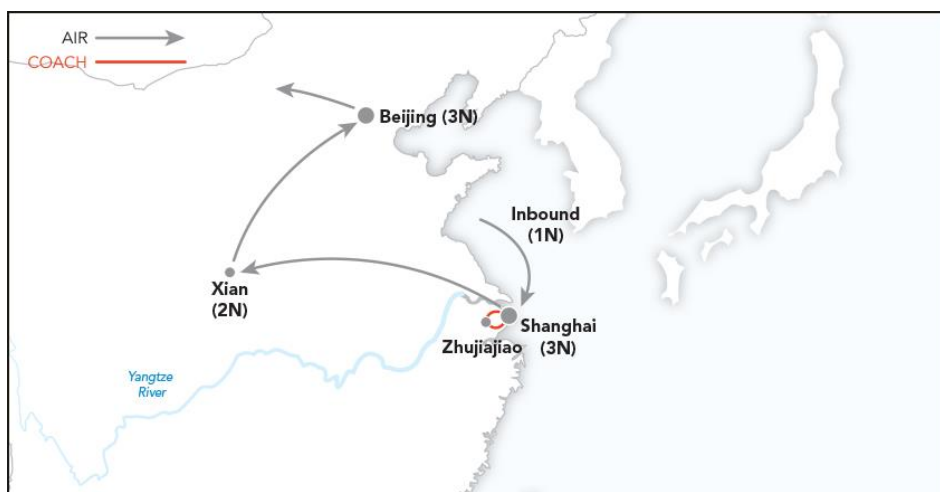 AIR
COACH
Beijing (3N)
Inbound
(1N)
Xian
(2N)
Shanghai
(3N)
Zhujiajiao
Yangtze
River